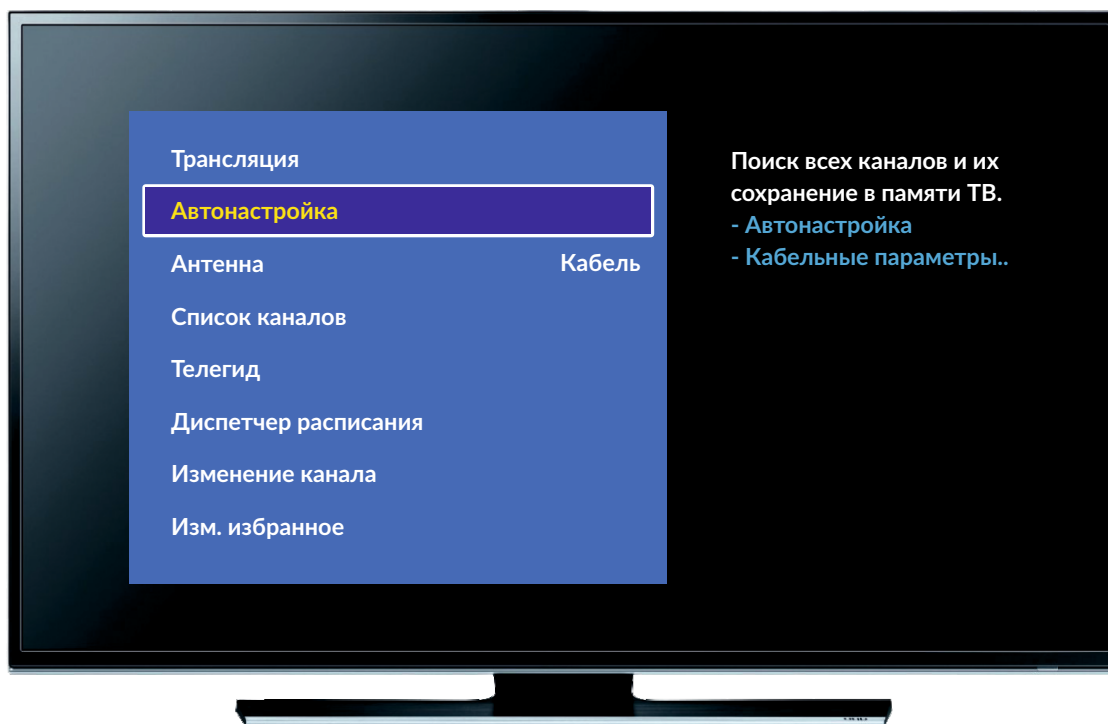 Трансляция
Автонастройка
Антенна Кабель
Список каналов
Телегид
Диспетчер расписания
Изменение канала
Изм. избранное
Поиск всех каналов и их
сохранение в памяти ТВ.
- Автонастройка
- Кабельные параметры..